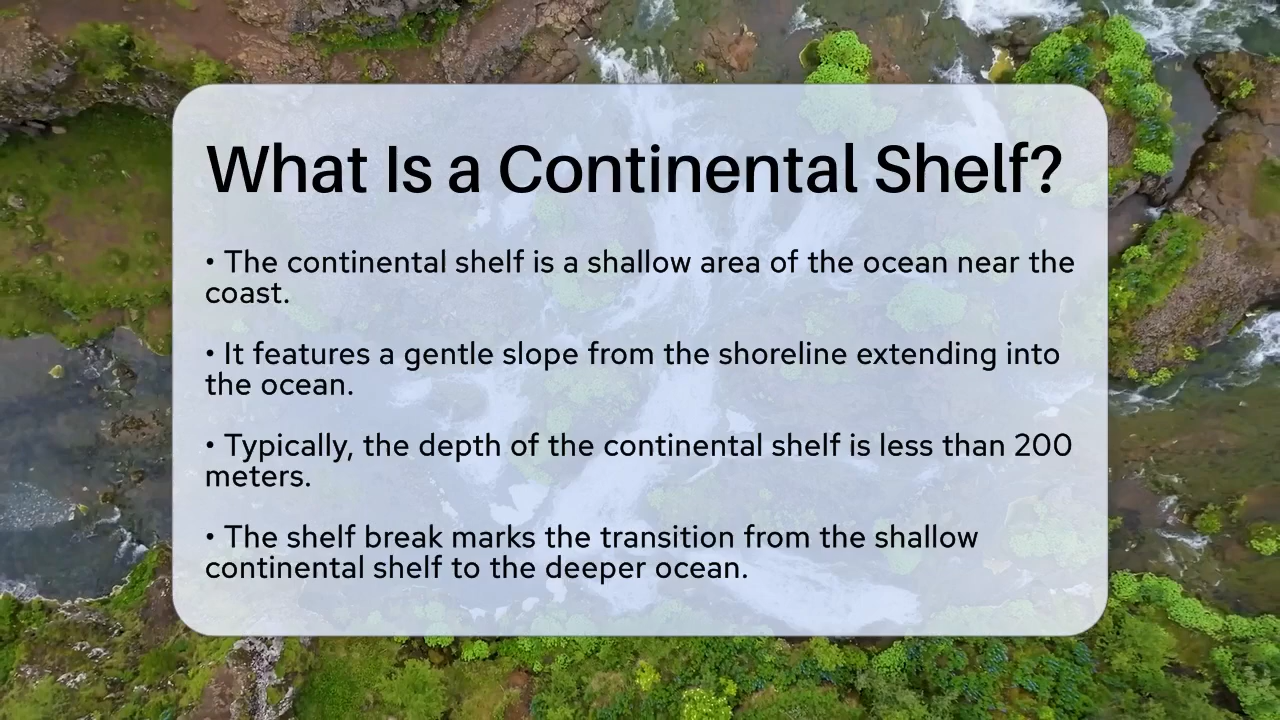 What Is a Continental Shelf?
• The continental shelf is a shallow area of the ocean near the
coast.
• It features a gentle slope from the shoreline extending into
the ocean.
• Typically, the depth of the continental shelf is less than 200
meters.
• The shelf break marks the transition from the shallow
continental shelf to the deeper ocean.